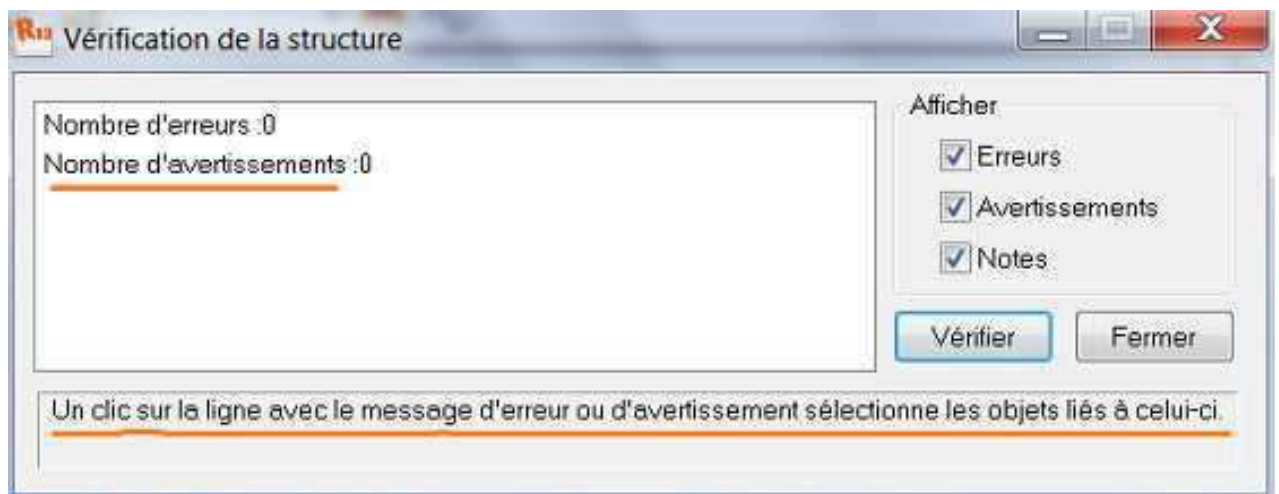 R13 Vérification de la structure
Nombre d'erreurs :0
Nombre d'avertissements :0
Afficher
Erreurs
Avertissements
Notes
Vérifier
Fermer
Un clic sur la ligne avec le message d'erreur ou d'avertissement sélectionne les objets liés à celui-ci.